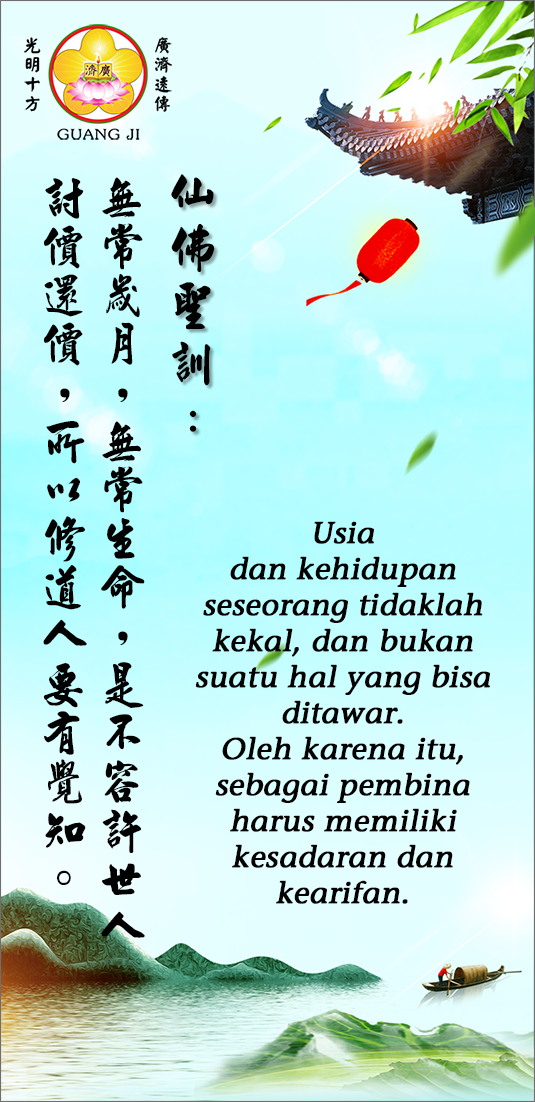 廣濟遠傳
光明十方
廣濟
GUANG JI
仙佛聖訓：
無常歲月，無常生命，是不容許世人
討價還價，所以修道人要有覺知。
Usia
dan kehidupan
seseorang tidaklah
kekal, dan bukan
suatu hal yang bisa
ditawar.
Oleh karena itu,
sebagai pembina
harus memiliki
kesadaran dan
kearifan.